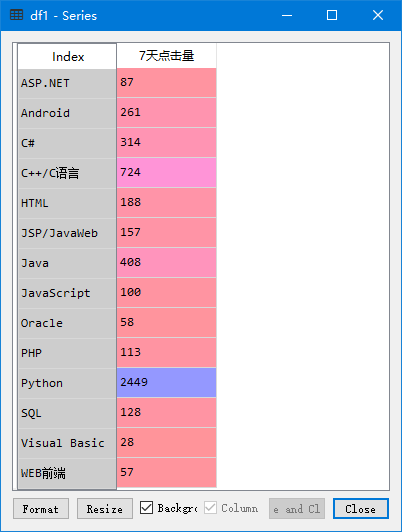 df1 - Series
Index 7天点击量
ASP.NET 87
Android 261
C# 314
C++/C语言 724
HTML 188
JSP/JavaWeb 157
Java 408
JavaScript 100
Oracle 58
PHP 113
Python 2449
SQL 128
Visual Basic 28
WEB前端 57
Format Resize Backgro Column e and Cl Close